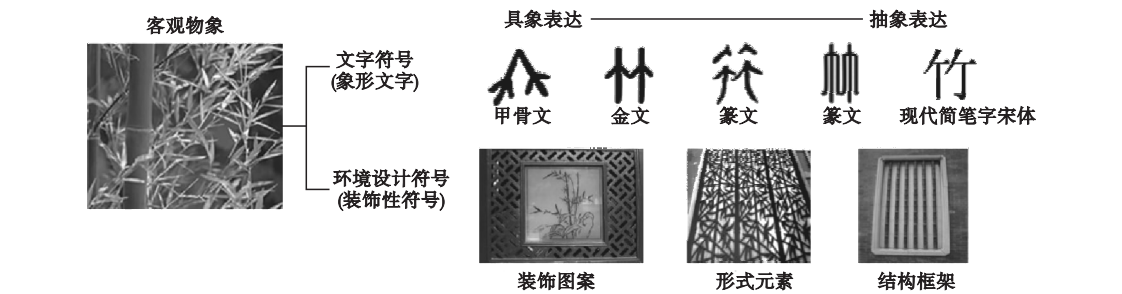 客观物象
具象表达
抽象表达
文字符号
(象形文字)
竹
甲骨文
金文
篆文
篆文
现代简笔字宋体
环境设计符号
(装饰性符号)
装饰图案
形式元素
结构框架